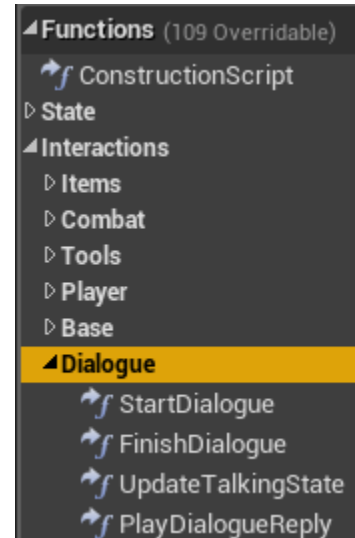 Functions (109 Overridable)
ConstructionScript
State
Interactions
Items
Combat
Tools
Player
Base
Dialogue
StartDialogue
FinishDialogue
UpdateTalkingState
PlayDialogueReply